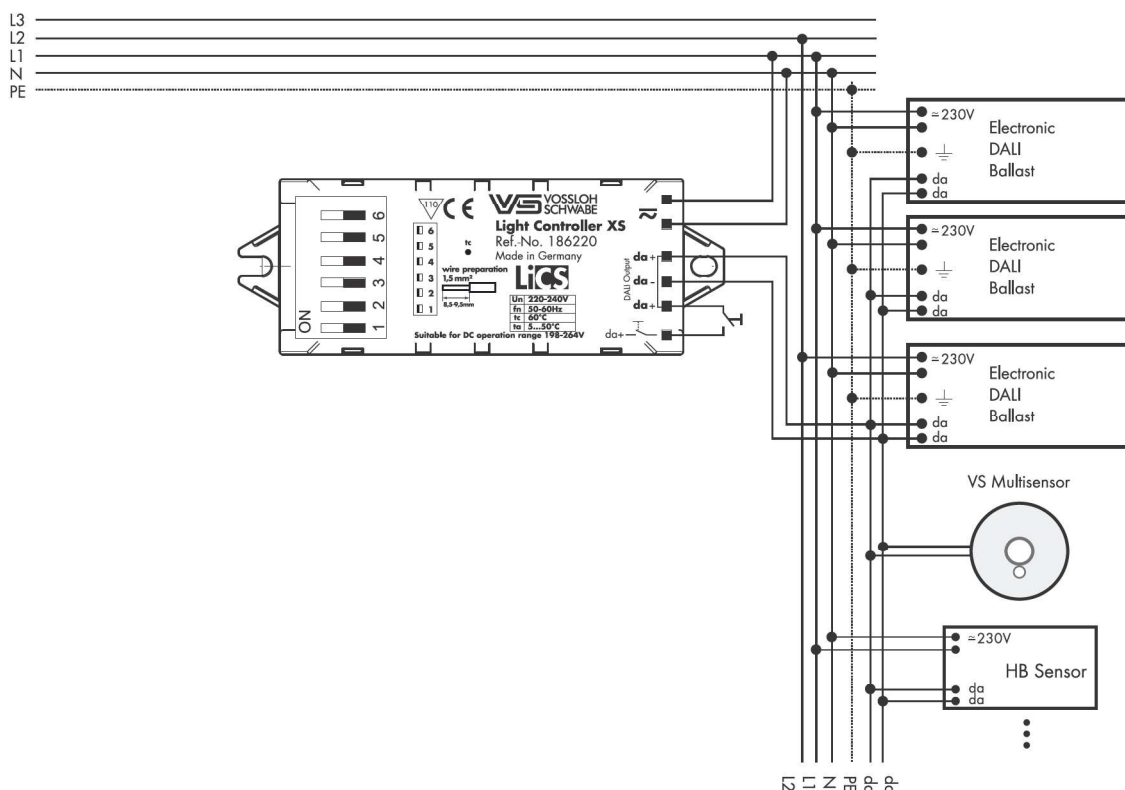 L3
L2
L1
N
PE
≃230V
Electronic
DALI
Ballast
da
da
≃230V
Electronic
DALI
Ballast
da
da
≃230V
Electronic
DALI
Ballast
da
da
ON
1 2 3 4 5 6
110
CE
6
5
4
3
2
1
VS VOSSLOH
SCHWABE
Light Controller XS
Ref.-No. 186220
Made in Germany
tc
wire preparation
1,5 mm²
8,5-9,5mm
LiCS
Un 220-240V
fn 50-60Hz
tc 60°C
ta 5...50°C
Suitable for DC operation range 198-264V
DALI Output
da+
da-
da+
da+
VS Multisensor
≃230V
HB Sensor
da
da
L2
L1
N
PE
da
da